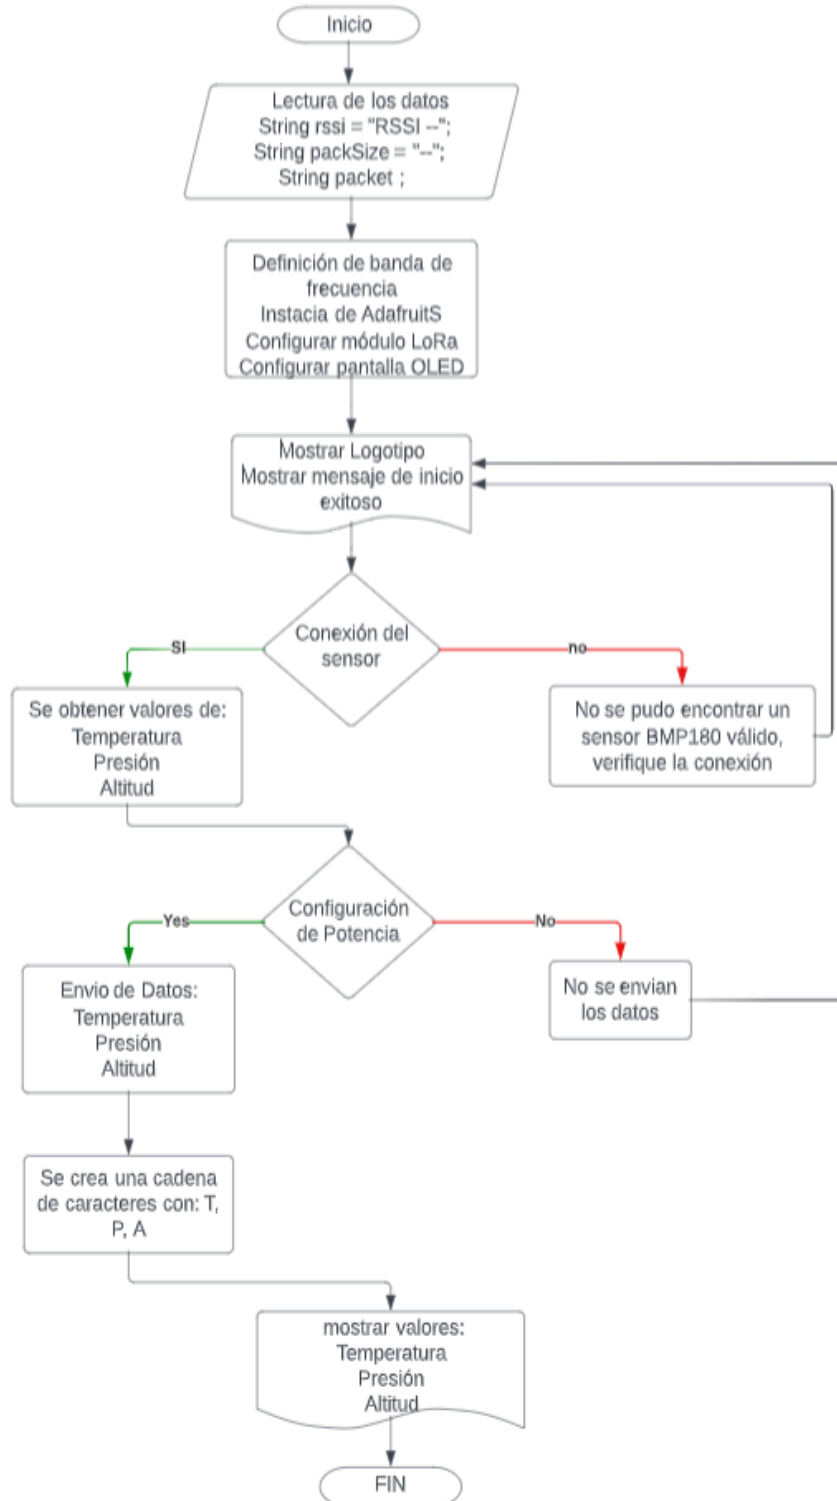 Inicio
Lectura de los datos
String rssi = "RSSI --";
String packSize = "--";
String packet ;
Definición de banda de
frecuencia
Instacia de AdafruitS
Configurar módulo LoRa
Configurar pantalla OLED
Mostrar Logotipo
Mostrar mensaje de inicio
exitoso
Conexión del
sensor
SI
no
Se obtener valores de:
Temperatura
Presión
Altitud
No se pudo encontrar un
sensor BMP180 válido,
verifique la conexión
Configuración
de Potencia
Yes
No
Envio de Datos:
Temperatura
Presión
Altitud
No se envian
los datos
Se crea una cadena
de caracteres con: T,
P, A
mostrar valores:
Temperatura
Presión
Altitud
FIN